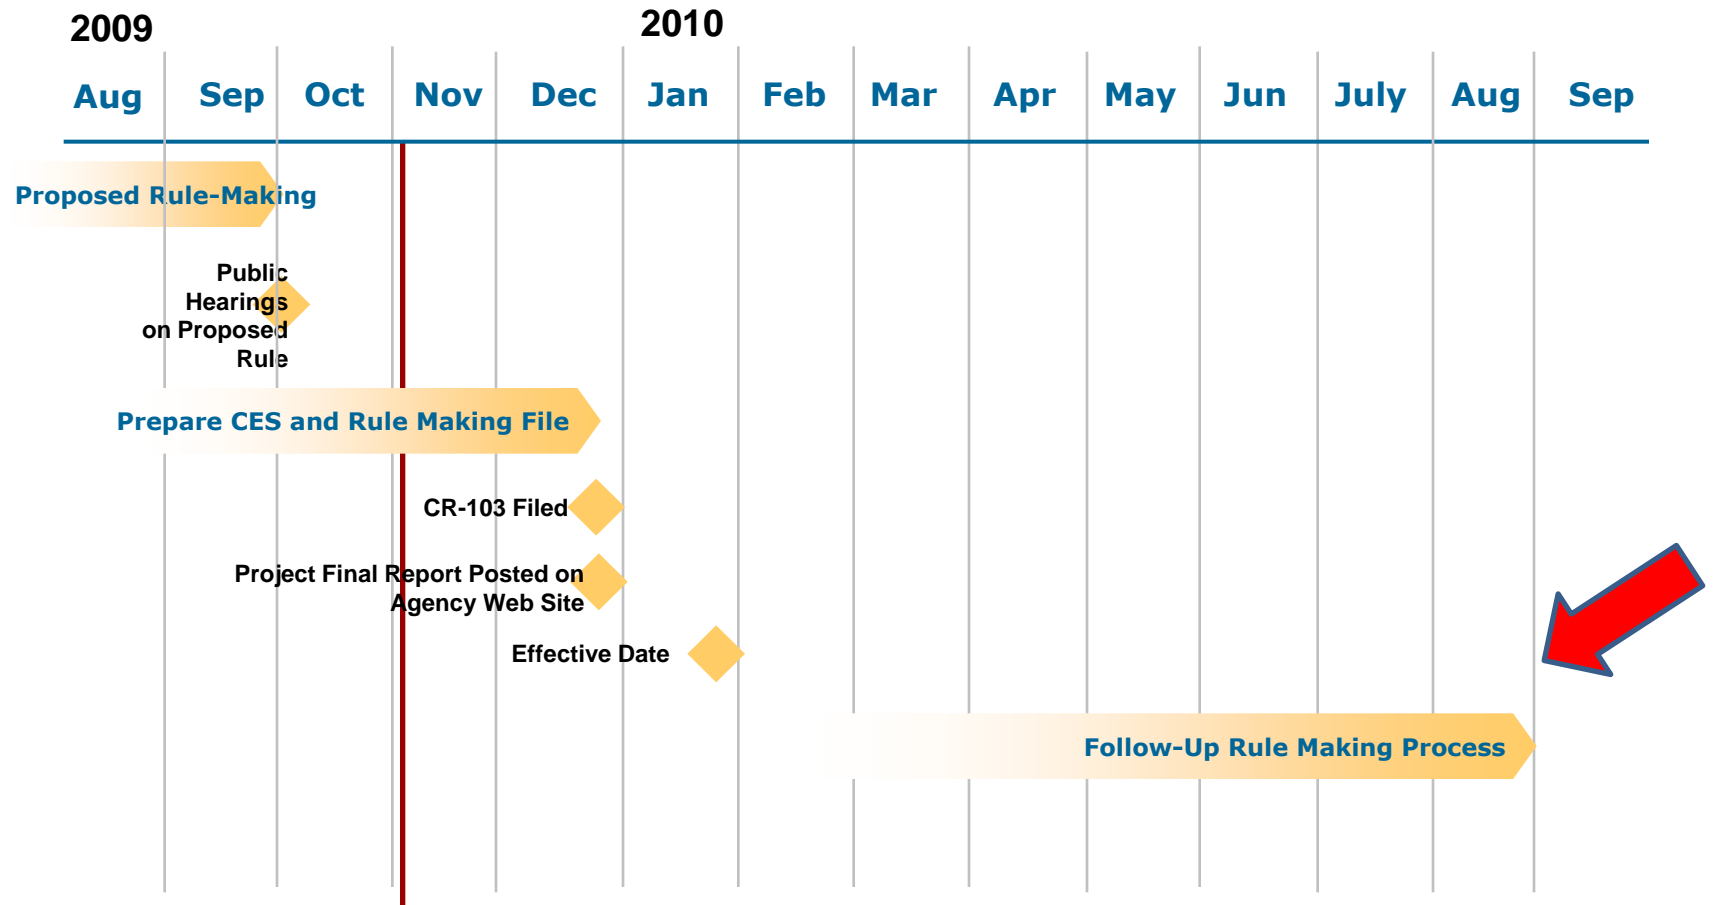 2009
2010
Aug Sep Oct Nov Dec Jan Feb Mar Apr May Jun July Aug Sep
Proposed Rule-Making
Public
Hearings
on Proposed
Rule
Prepare CES and Rule Making File
CR-103 Filed
Project Final Report Posted on
Agency Web Site
Effective Date
Follow-Up Rule Making Process